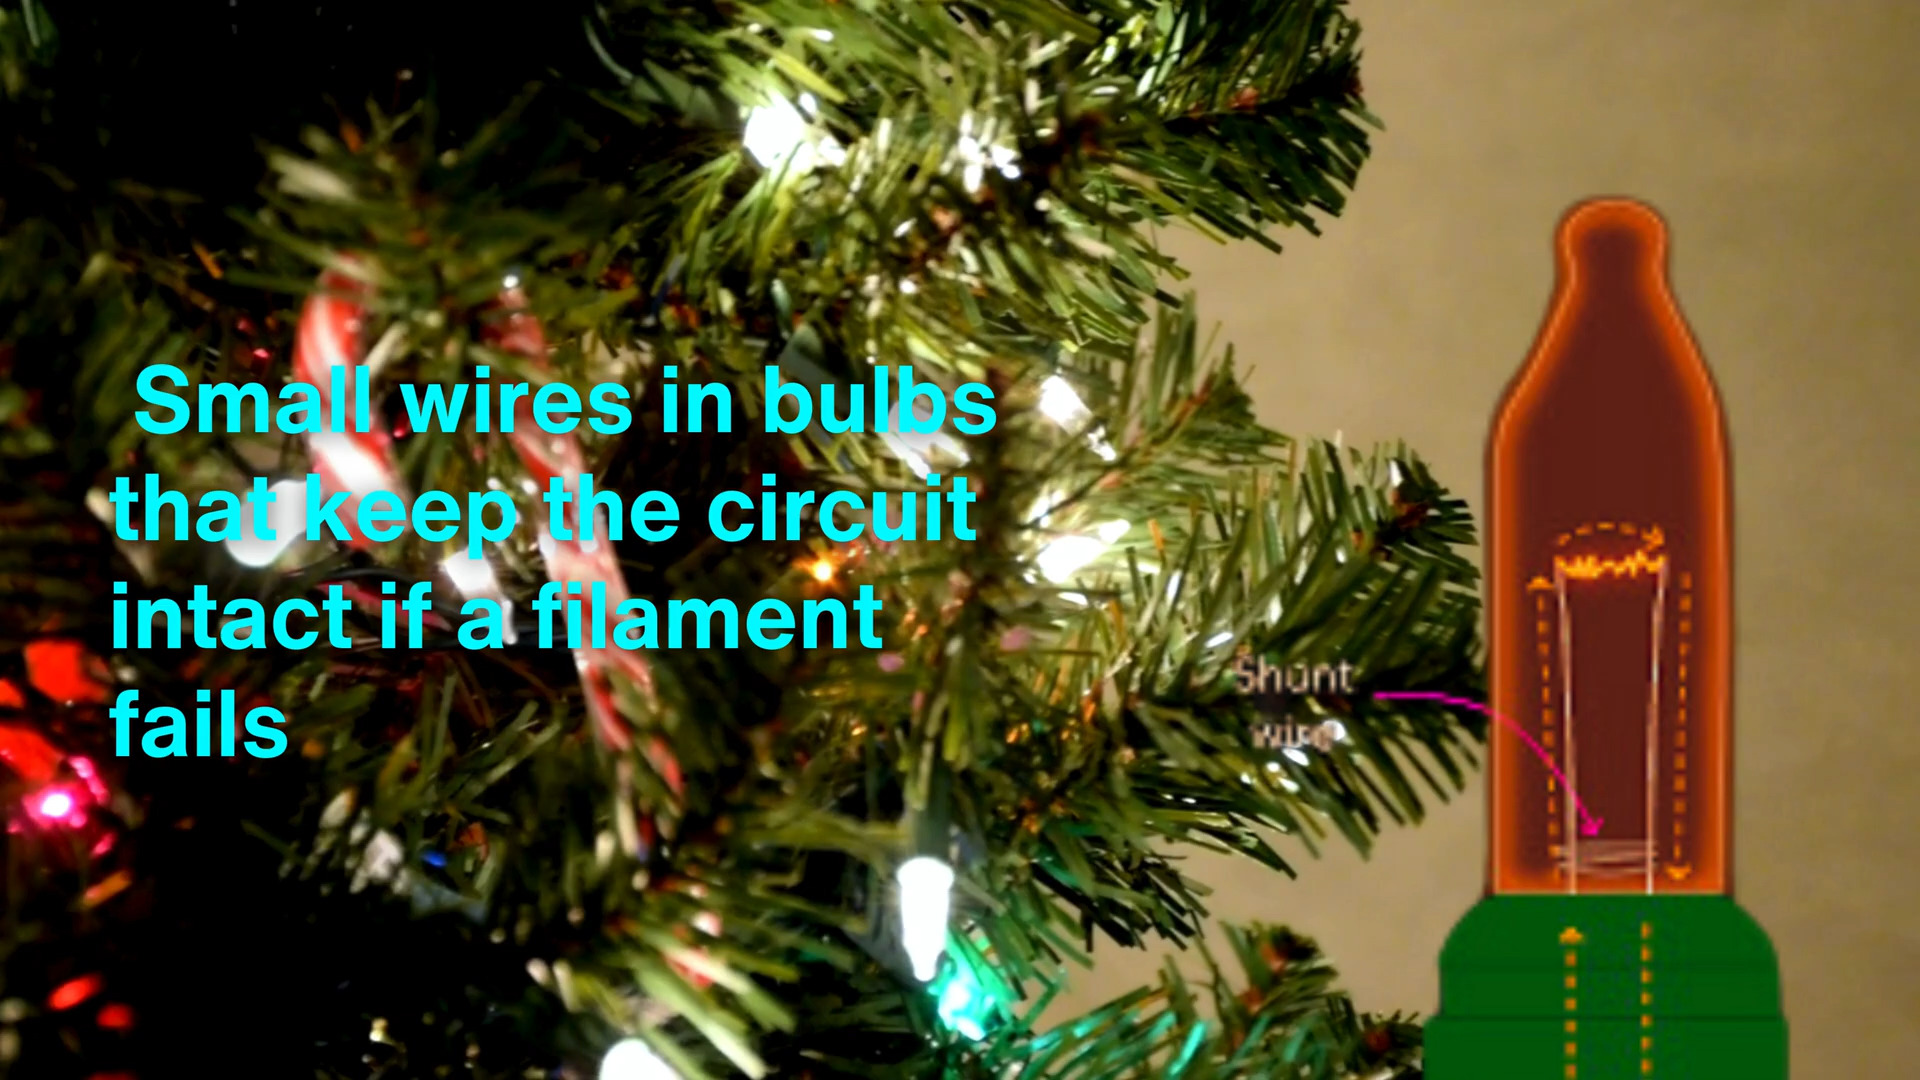 Small wires in bulbs
that keep the circuit
intact if a filament
fails
Shunt
wire